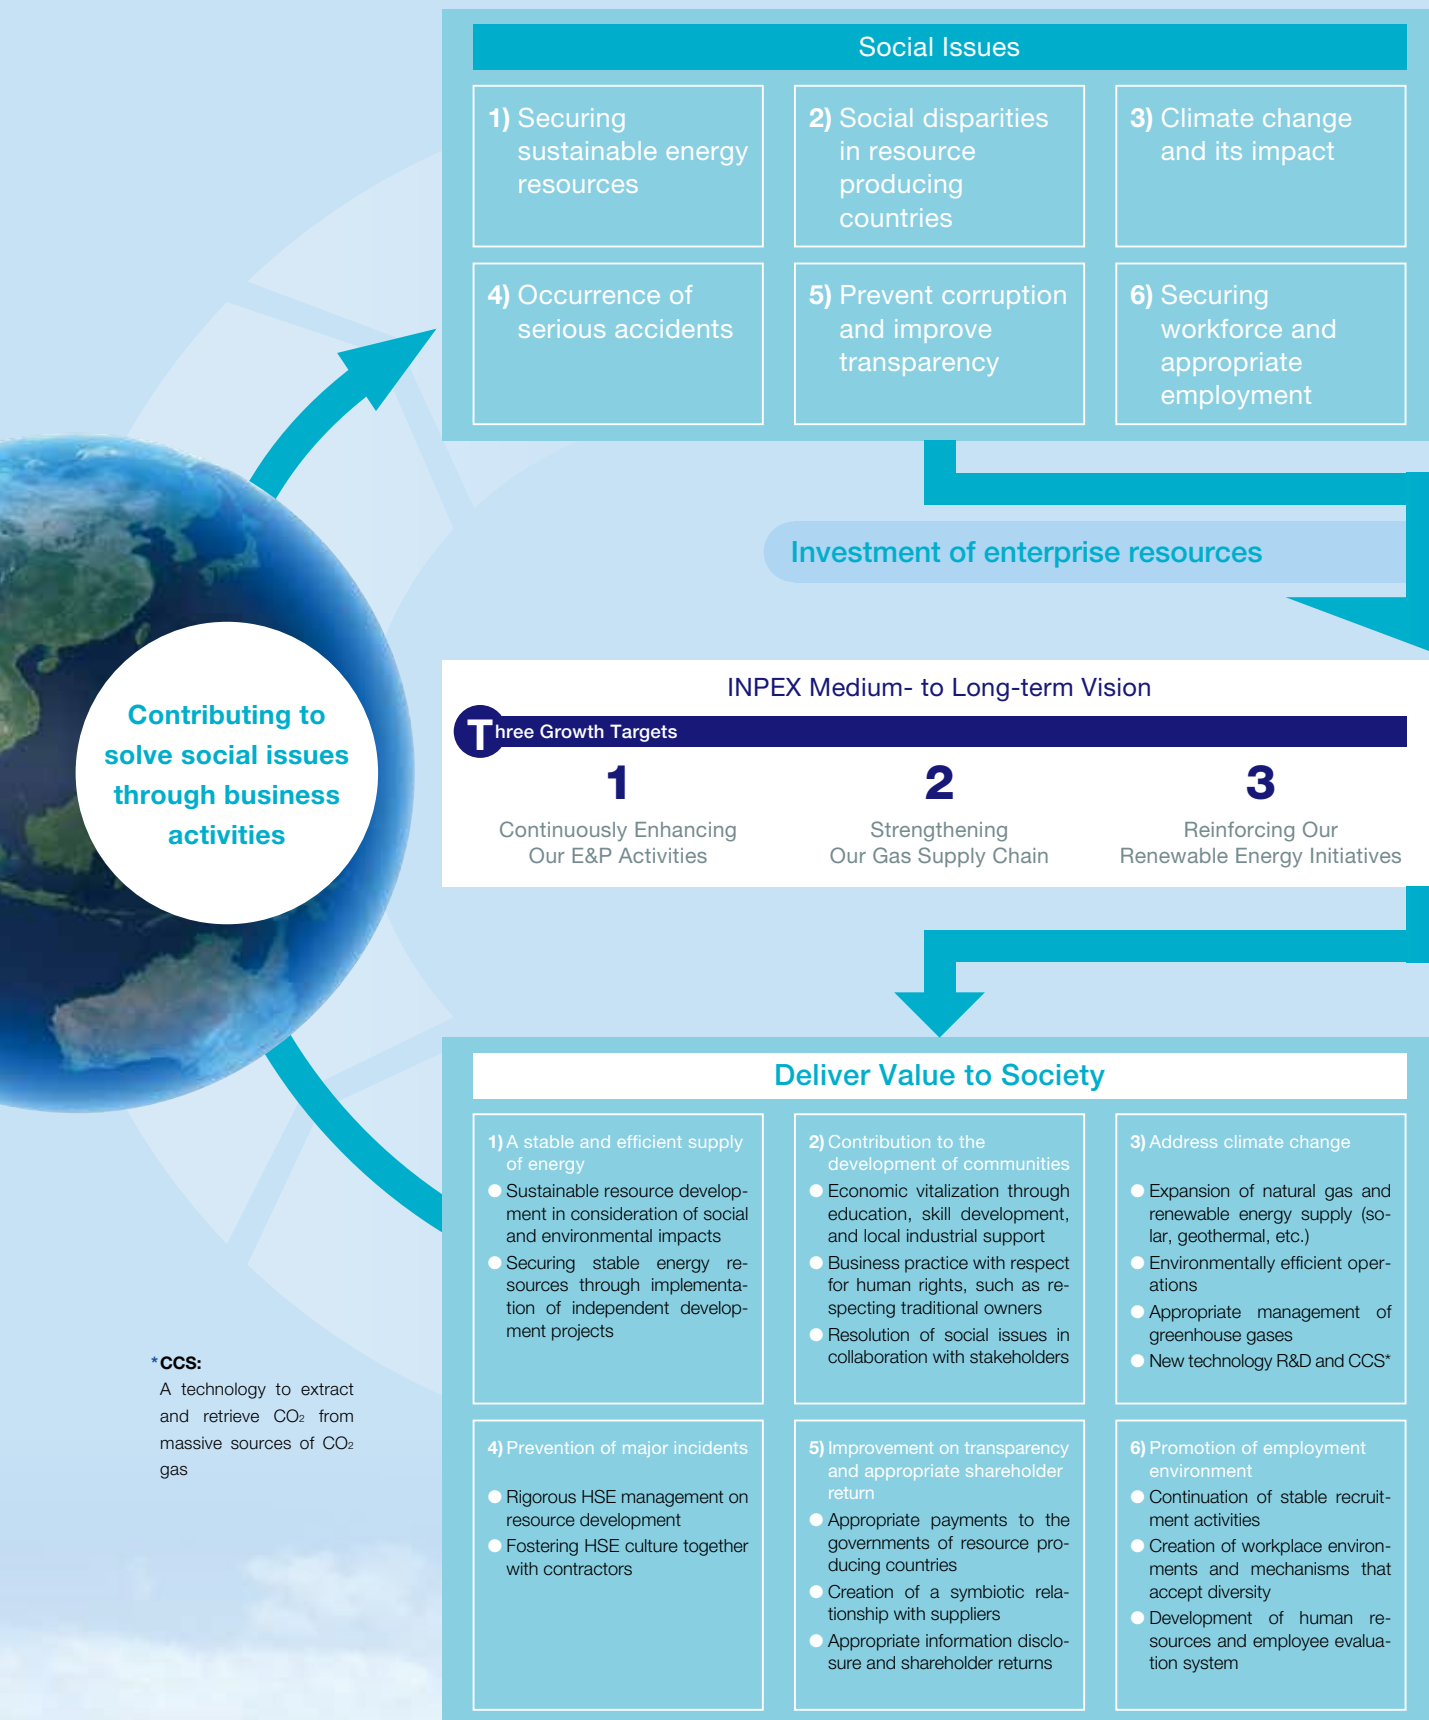 Social Issues
1) Securing
sustainable energy
resources
2) Social disparities
in resource
producing
countries
3) Climate change
and its impact
4) Occurrence of
serious accidents
5) Prevent corruption
and improve
transparency
6) Securing
workforce and
appropriate
employment
Investment of enterprise resources
Contributing to
solve social issues
through business
activities
INPEX Medium- to Long-term Vision
Three Growth Targets
1
Continuously Enhancing
Our E&P Activities
2
Strengthening
Our Gas Supply Chain
3
Reinforcing Our
Renewable Energy Initiatives
Deliver Value to Society
1) A stable and efficient supply
of energy
● Sustainable resource develop-
ment in consideration of social
and environmental impacts
● Securing stable energy re-
sources through implementa-
tion of independent develop-
ment projects
2) Contribution to the
development of communities
● Economic vitalization through
education, skill development,
and local industrial support
● Business practice with respect
for human rights, such as re-
specting traditional owners
● Resolution of social issues in
collaboration with stakeholders
3) Address climate change
● Expansion of natural gas and
renewable energy supply (so-
lar, geothermal, etc.)
● Environmentally efficient oper-
ations
● Appropriate management of
greenhouse gases
● New technology R&D and CCS*
4) Prevention of major incidents
● Rigorous HSE management on
resource development
● Fostering HSE culture together
with contractors
5) Improvement on transparency
and appropriate shareholder
return
● Appropriate payments to the
governments of resource pro-
ducing countries
● Creation of a symbiotic rela-
tionship with suppliers
● Appropriate information disclo-
sure and shareholder returns
6) Promotion of employment
environment
● Continuation of stable recruit-
ment activities
● Creation of workplace environ-
ments and mechanisms that
accept diversity
● Development of human re-
sources and employee evalua-
tion system
*CCS:
A technology to extract
and retrieve CO₂ from
massive sources of CO₂
gas